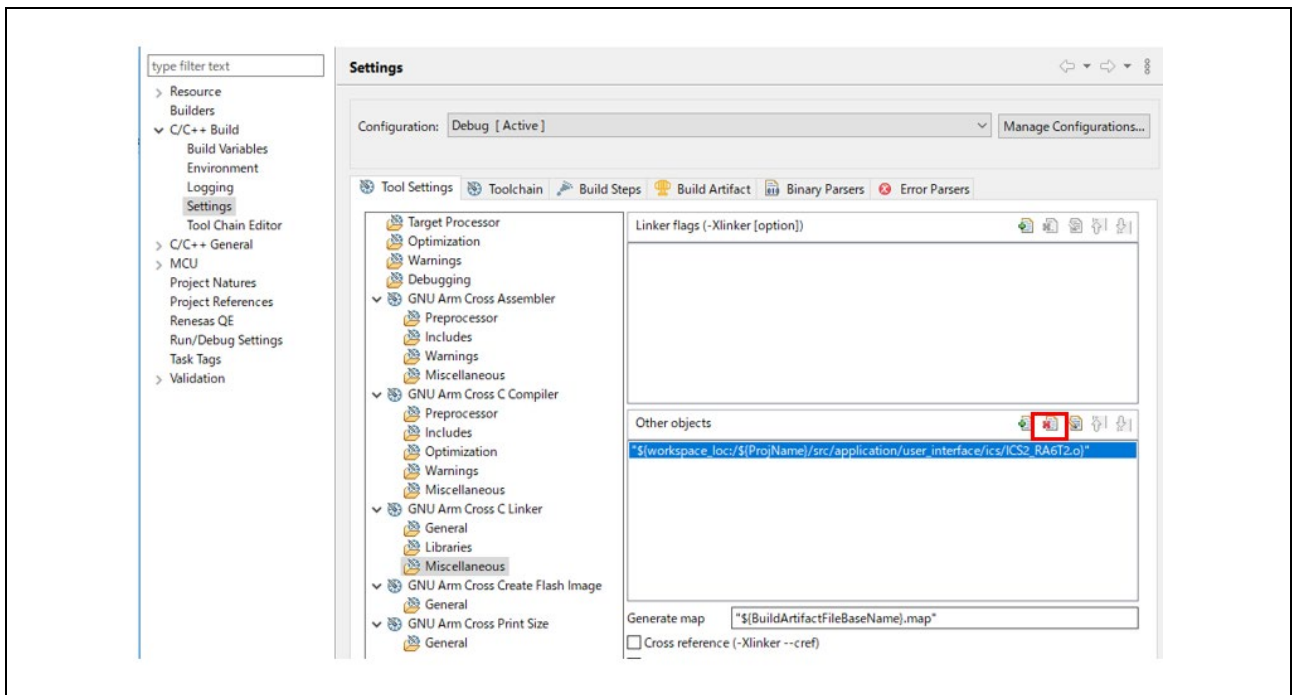 type filter text
Resource
Builders
C/C++ Build
Build Variables
Environment
Logging
Settings
Tool Chain Editor
C/C++ General
MCU
Project Natures
Project References
Renesas QE
Run/Debug Settings
Task Tags
Validation
Settings
Configuration: Debug [ Active ]
Manage Configurations...
Tool Settings Toolchain Build Steps Build Artifact Binary Parsers Error Parsers
Target Processor
Optimization
Warnings
Debugging
GNU Arm Cross Assembler
Preprocessor
Includes
Warnings
Miscellaneous
GNU Arm Cross C Compiler
Preprocessor
Includes
Optimization
Warnings
Miscellaneous
GNU Arm Cross C Linker
General
Libraries
Miscellaneous
GNU Arm Cross Create Flash Image
General
GNU Arm Cross Print Size
General
Linker flags (-Xlinker [option])
Other objects
"${workspace_loc:/${ProjName}/src/application/user_interface/ics/ICS2_RA6T2.o}"
Generate map "${BuildArtifactFileBaseName}.map"
Cross reference (-Xlinker --cref)